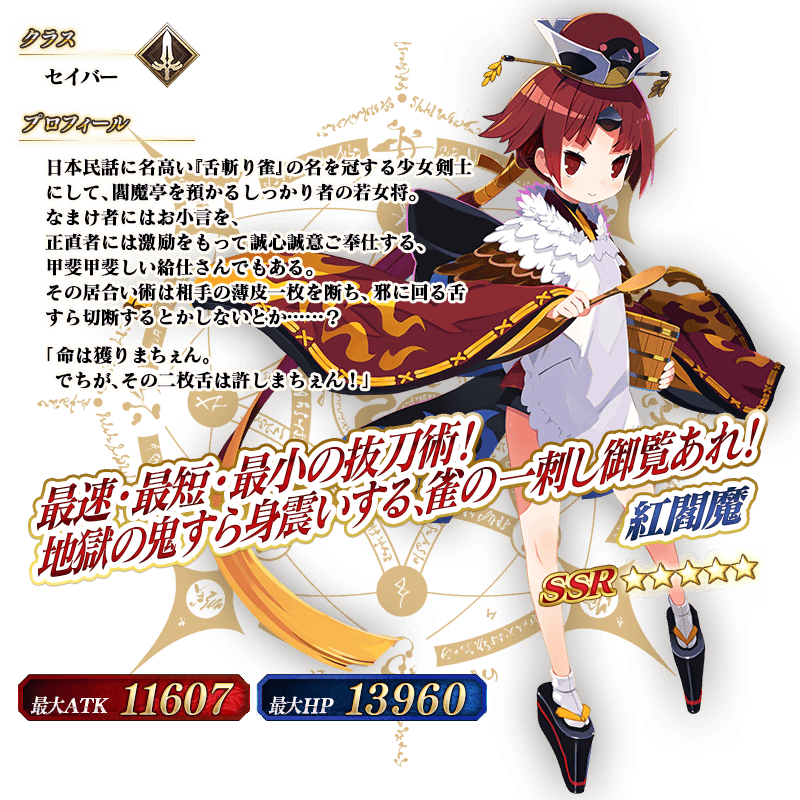 クラス
セイバー
プロフィール
日本民話に名高い『舌斬り雀』の名を冠する少女剣士
にして、閻魔亭を預かるしっかり者の若女将。
なまけ者にはお小言を、
正直者には激励をもって誠心誠意ご奉仕する、
甲斐甲斐しい給仕さんでもある。
その居合い術は相手の薄皮一枚を断ち、邪に回る舌
すら切断するとかしないとか……？
「命は獲りまちぇん。
でちが、その二枚舌は許しまちぇん！」
最速・最短・最小の抜刀術！
地獄の鬼すら身震いする、雀の一刺し御覧あれ！
紅閻魔
SSR
最大ATK 11607
最大HP 13960